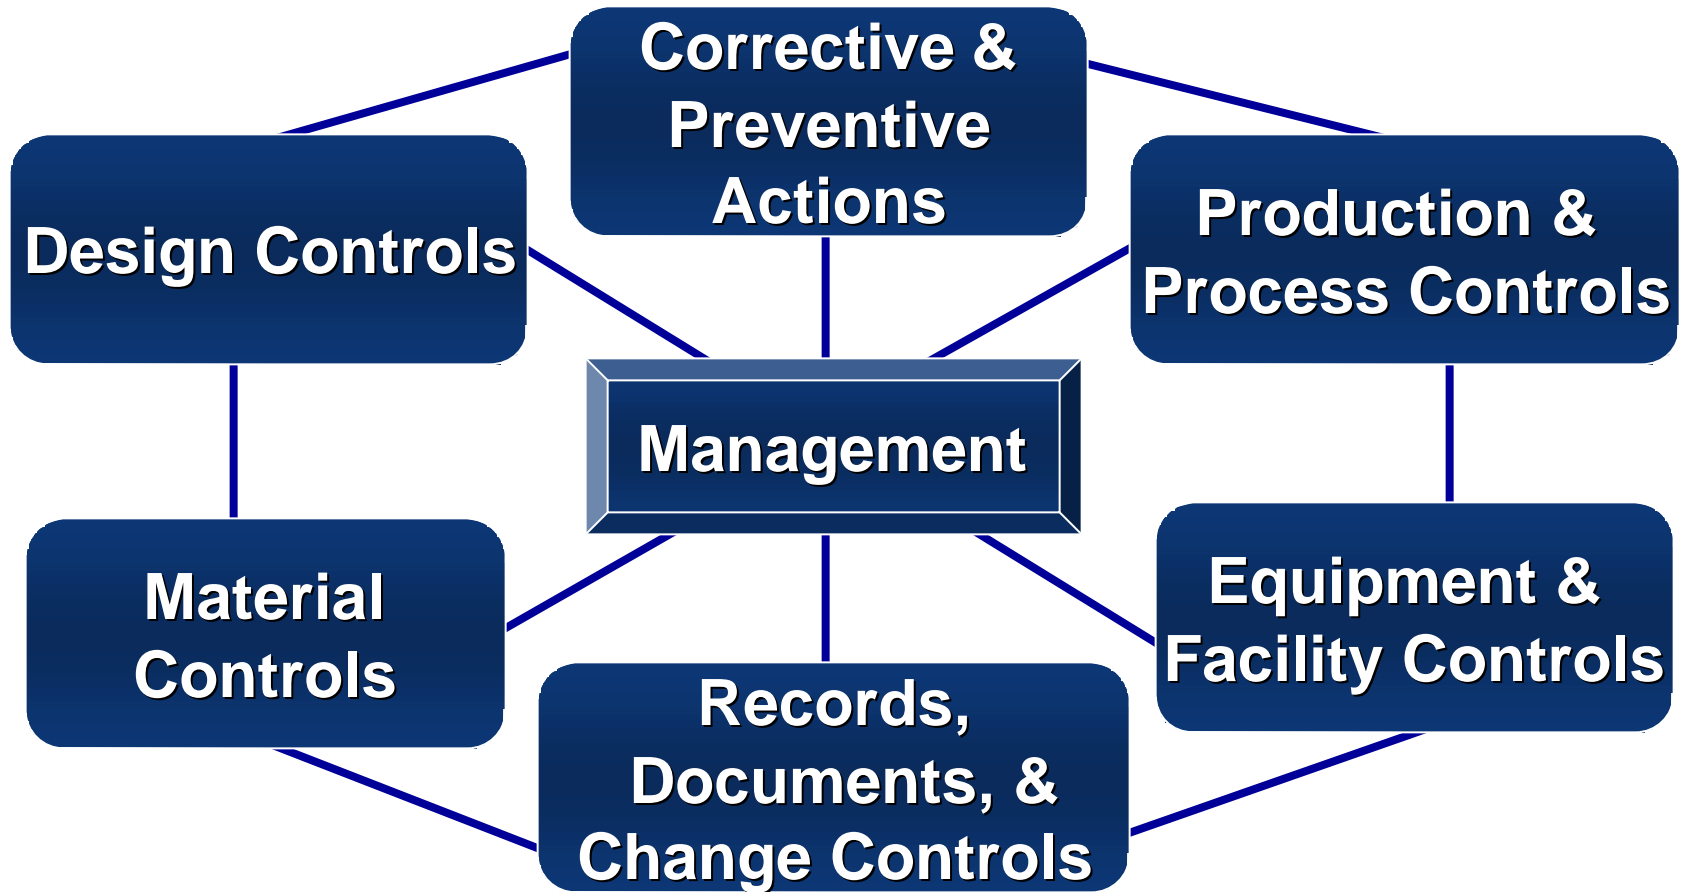 Corrective &
Preventive
Actions
Design Controls
Production &
Process Controls
Management
Material
Controls
Equipment &
Facility Controls
Records,
Documents, &
Change Controls